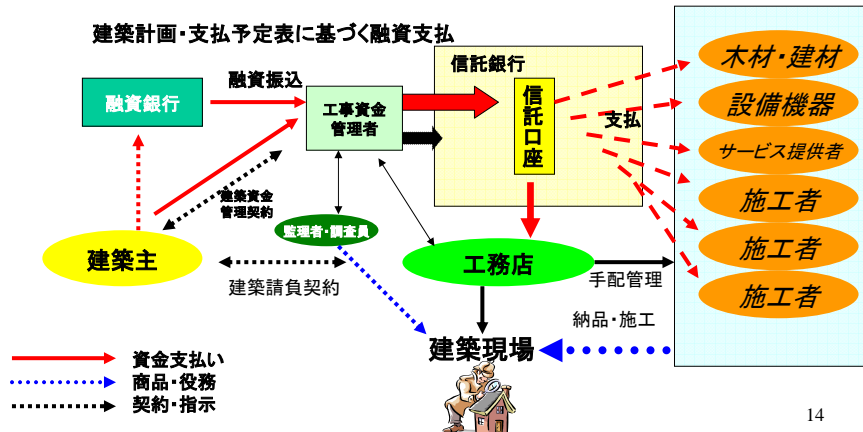 建築計画・支払予定表に基づく融資支払
融資銀行
融資振込
工事資金
管理者
信託銀行
信託口座
支払
木材・建材
設備機器
サービス提供者
施工者
施工者
施工者
建築資金
管理契約
監理者・調査員
建築主
建築請負契約
工務店
手配管理
納品・施工
建築現場
資金支払い
商品・役務
契約・指示
14